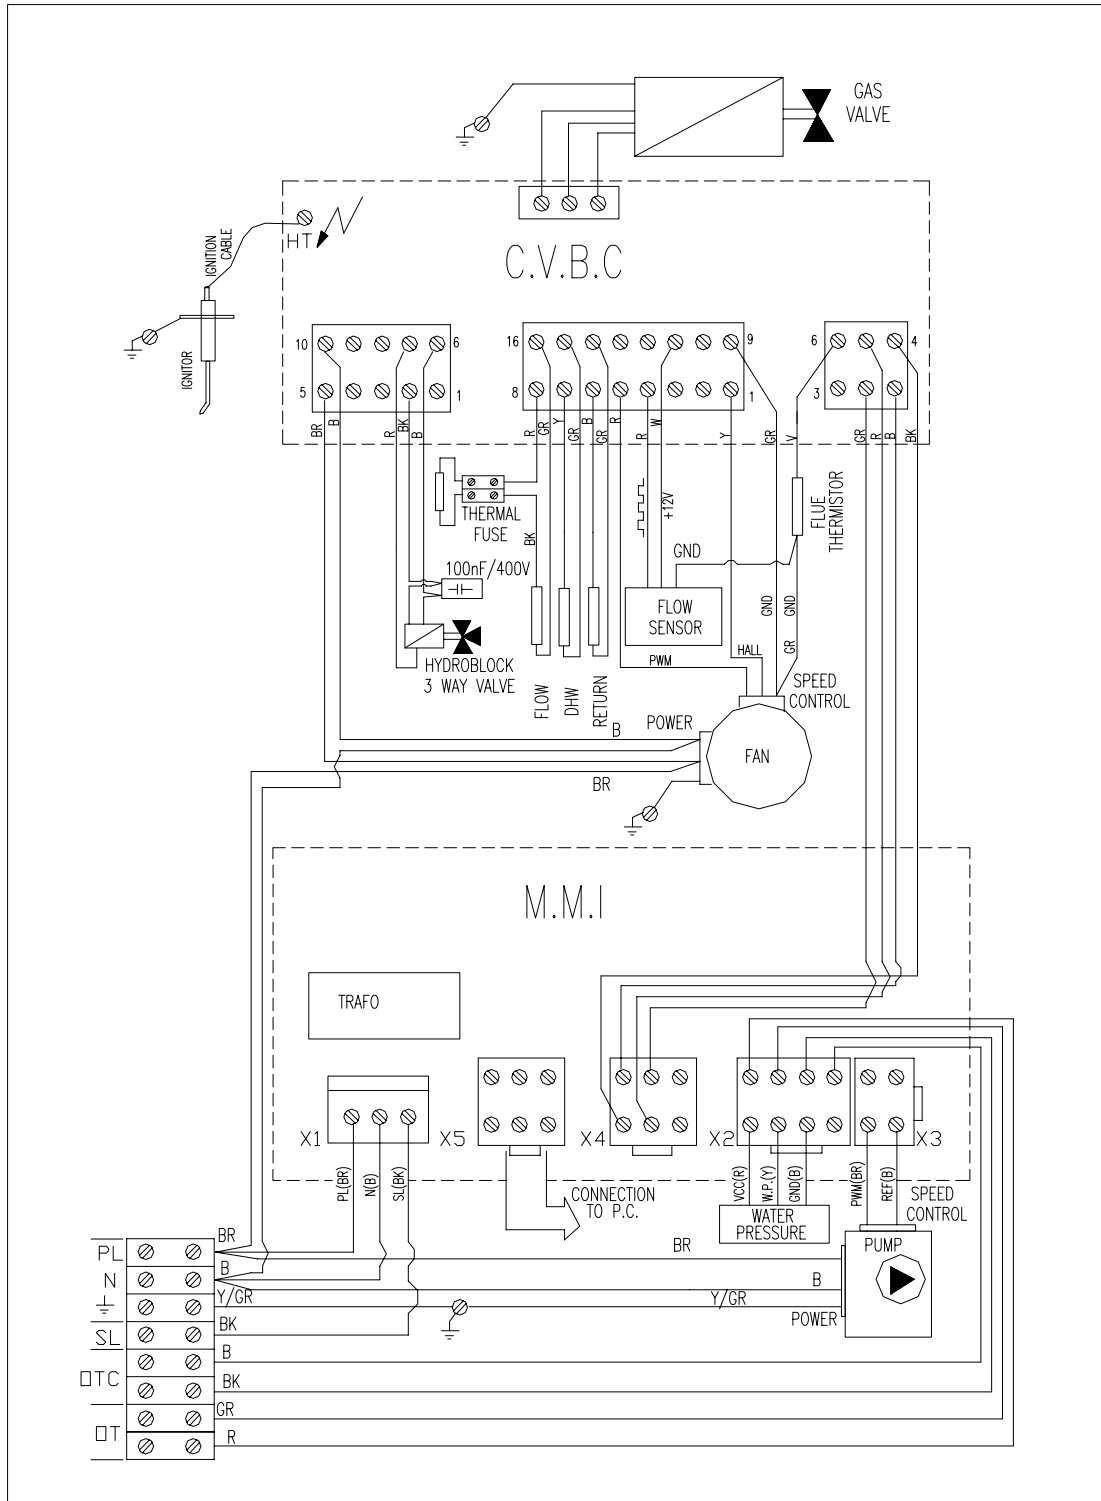 GAS
VALVE
HT
IGNITION
CABLE
IGNITOR
C.V.B.C
10
6
5
1
16
9
8
1
6
4
3
BR
B
R
BK
B
R
GR
Y
GR
B
GR
R
R
W
Y
GR
V
GR
R
B
BK
THERMAL
FUSE
BK
+12V
FLUE
THERMISTOR
GND
100nF/400V
FLOW
SENSOR
GND
GND
GR
HALL
PWM
HYDROBLOCK
3 WAY VALVE
FLOW
DHW
RETURN
SPEED
CONTROL
B
POWER
FAN
BR
M.M.I
TRAFO
X1
X5
X4
X2
X3
PL(BR)
N(B)
SL(BK)
VCC(R)
W.P.(Y)
GND(B)
PWM(BR)
REF(B)
CONNECTION
TO P.C.
WATER
PRESSURE
SPEED
CONTROL
PUMP
PL
BR
BR
N
B
B
Y/GR
Y/GR
POWER
SL
BK
OTC
B
BK
OT
GR
R